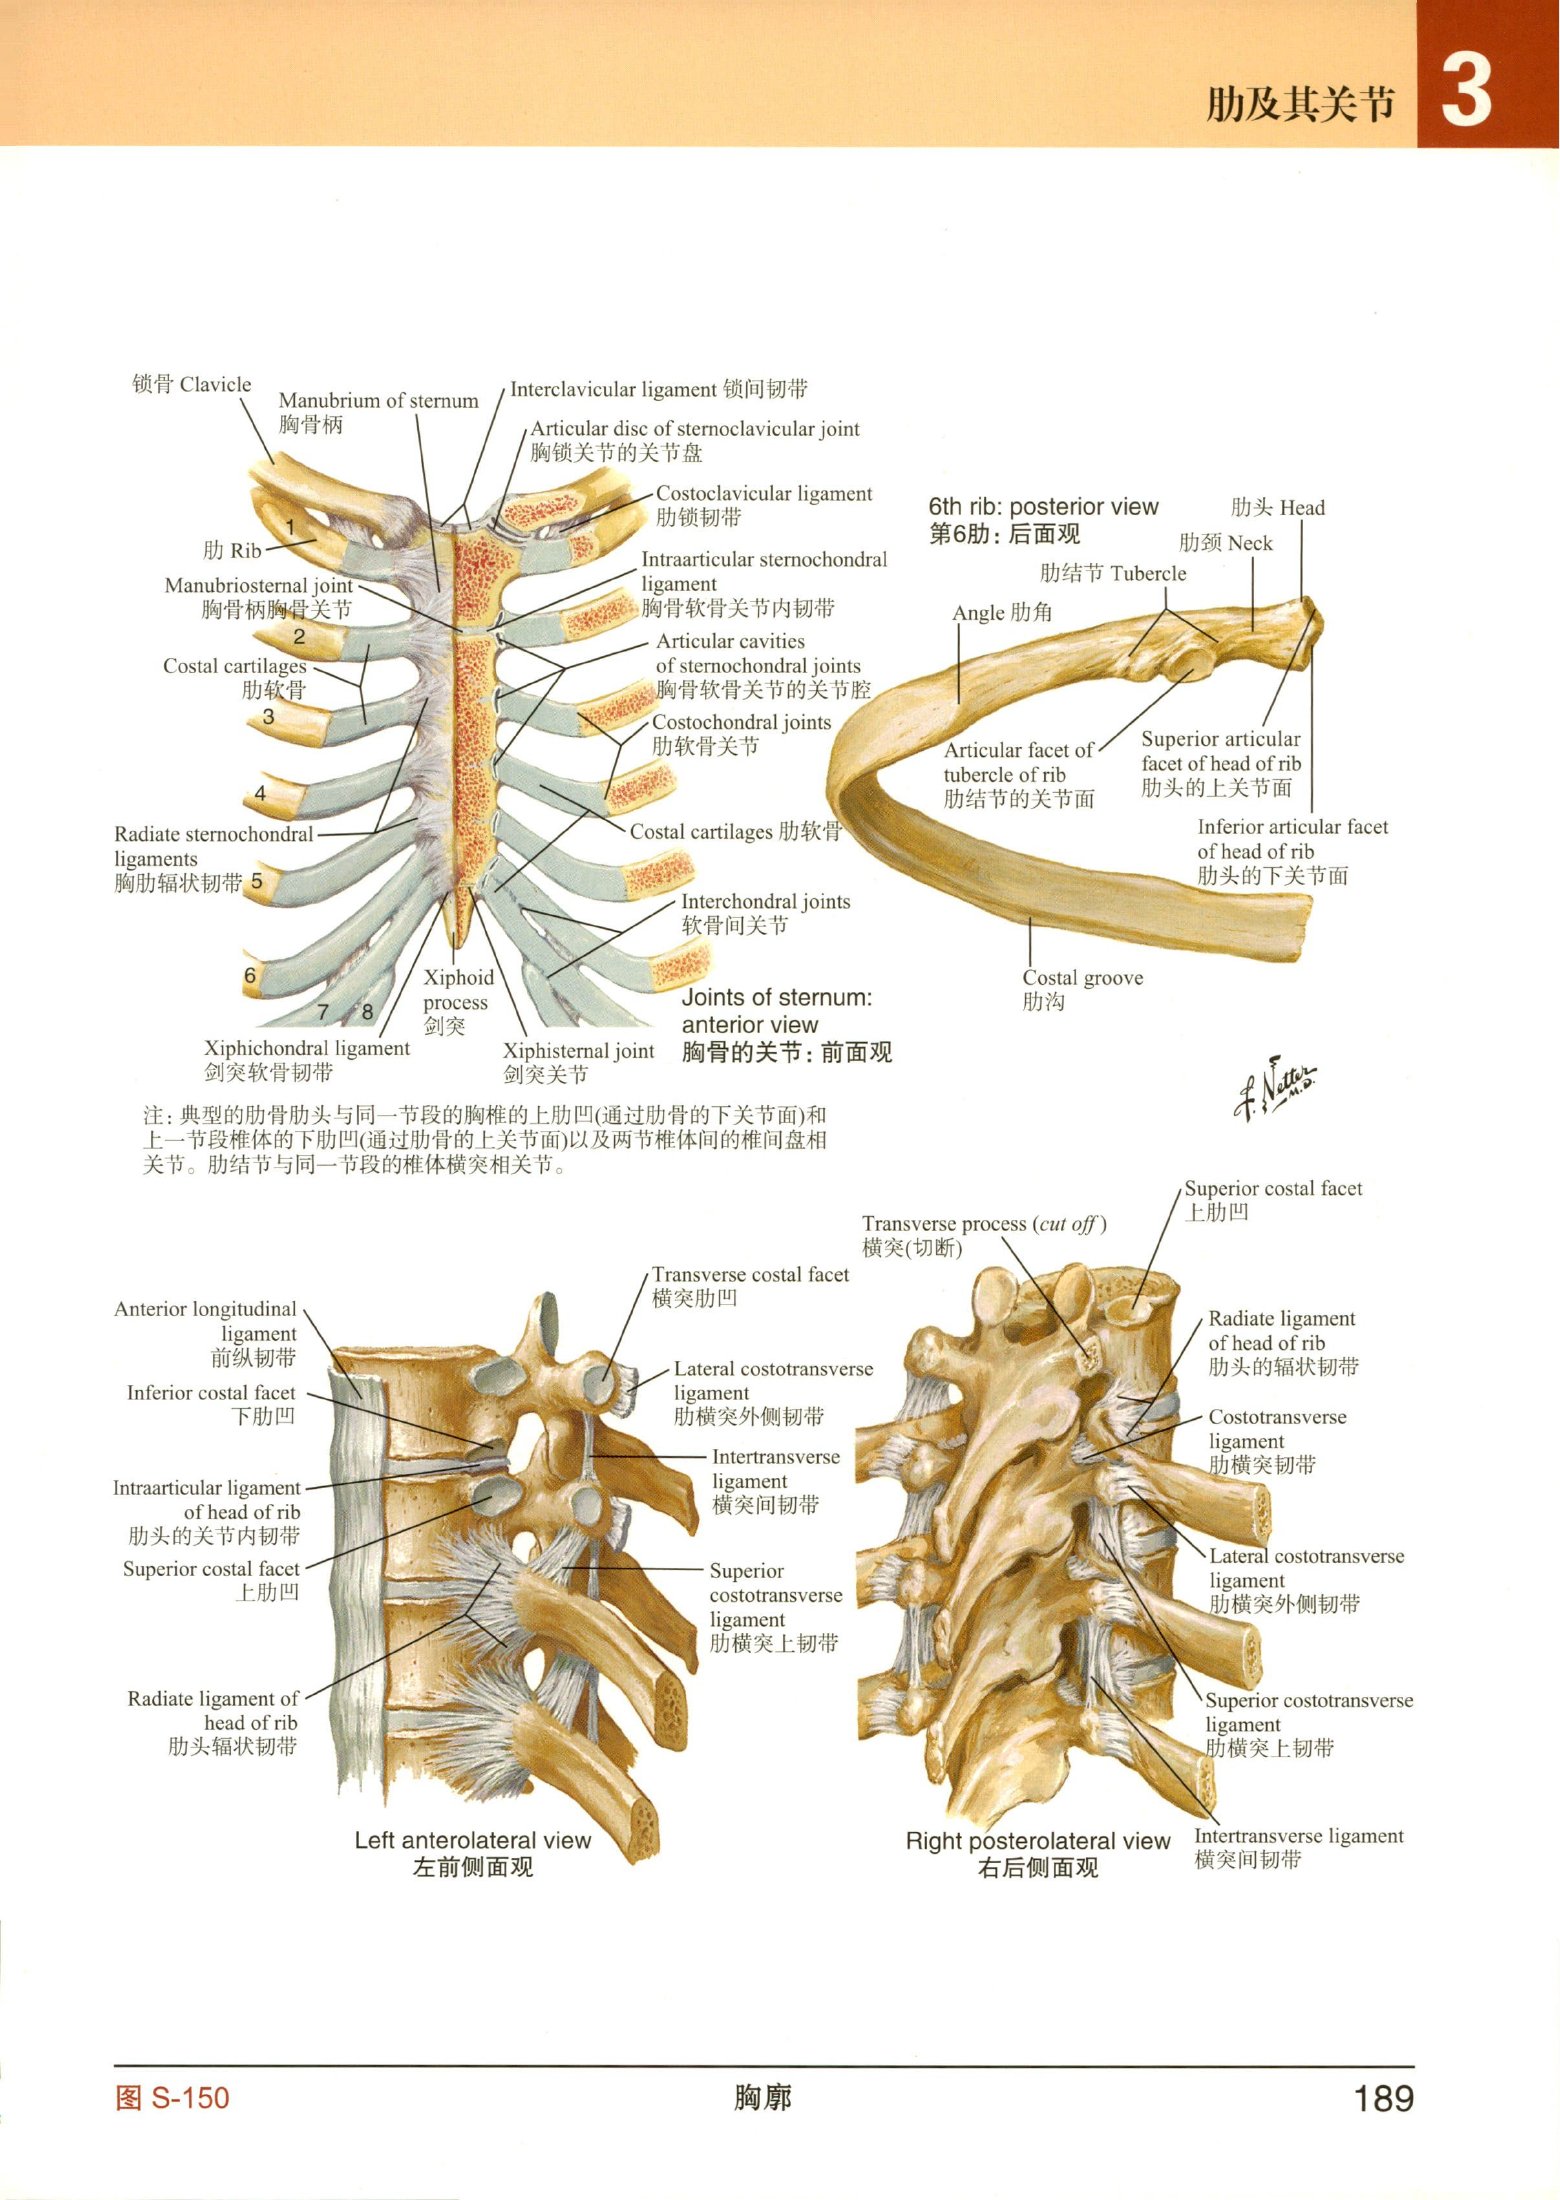 肋及其关节 3
锁骨 Clavicle
Manubrium of sternum
胸骨柄
Interclavicular ligament 锁间韧带
Articular disc of sternoclavicular joint
胸锁关节的关节盘
Costoclavicular ligament
肋锁韧带
1
肋 Rib
Intraarticular sternochondral
ligament
胸骨软骨关节内韧带
Manubriosternal joint
胸骨柄胸骨关节
2
Articular cavities
of sternochondral joints
胸骨软骨关节的关节腔
Costal cartilages
肋软骨
3
Costochondral joints
肋软骨关节
4
Radiate sternochondral
ligaments
胸肋辐状韧带
5
Costal cartilages 肋软骨
Interchondral joints
软骨间关节
6
7
8
Xiphoid
process
剑突
Xiphichondral ligament
剑突软骨韧带
Xiphisternal joint
剑突关节
Joints of sternum:
anterior view
胸骨的关节：前面观
6th rib: posterior view
第6肋：后面观
肋头 Head
肋颈 Neck
肋结节 Tubercle
Angle 肋角
Articular facet of
tubercle of rib
肋结节的关节面
Superior articular
facet of head of rib
肋头的上关节面
Inferior articular facet
of head of rib
肋头的下关节面
Costal groove
肋沟
F. Netter
M.D.
注：典型的肋骨肋头与同一节段的胸椎的上肋凹(通过肋骨的下关节面)和
上一节段椎体的下肋凹(通过肋骨的上关节面)以及两节椎体间的椎间盘相
关节。肋结节与同一节段的椎体横突相关节。
Transverse costal facet
横突肋凹
Anterior longitudinal
ligament
前纵韧带
Lateral costotransverse
ligament
肋横突外侧韧带
Inferior costal facet
下肋凹
Intertransverse
ligament
横突间韧带
Intraarticular ligament
of head of rib
肋头的关节内韧带
Superior costal facet
上肋凹
Superior
costotransverse
ligament
肋横突上韧带
Radiate ligament of
head of rib
肋头辐状韧带
Left anterolateral view
左前侧面观
Superior costal facet
上肋凹
Transverse process (cut off)
横突(切断)
Radiate ligament
of head of rib
肋头的辐状韧带
Costotransverse
ligament
肋横突韧带
Lateral costotransverse
ligament
肋横突外侧韧带
Superior costotransverse
ligament
肋横突上韧带
Intertransverse ligament
横突间韧带
Right posterolateral view
右后侧面观
图 S-150
胸廓
189